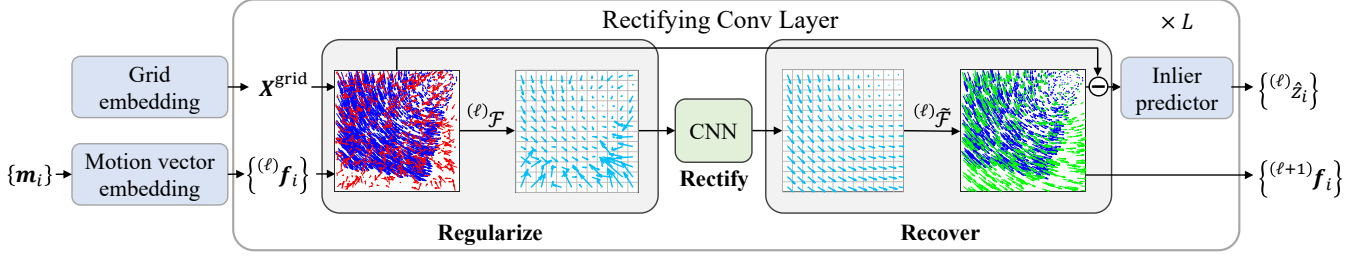 Rectifying Conv Layer
× L
Grid
embedding
X^grid
^(ℓ)ℱ
CNN
Rectify
^(ℓ)ℱ̃
−
Inlier
predictor
{^(ℓ)ẑ_i}
{m_i}
Motion vector
embedding
{^(ℓ)f_i}
{^(ℓ+1)f_i}
Regularize
Recover